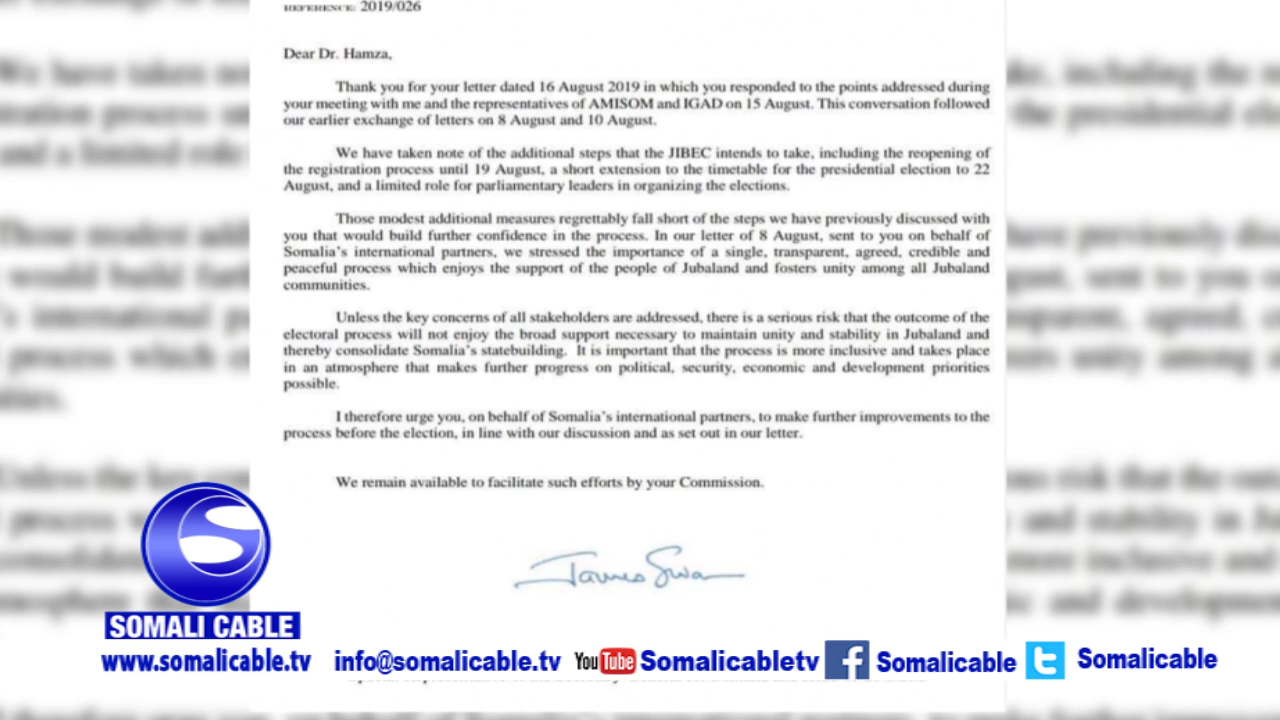 REFERENCE: 2019/026
Dear Dr. Hamza,
Thank you for your letter dated 16 August 2019 in which you responded to the points addressed during
your meeting with me and the representatives of AMISOM and IGAD on 15 August. This conversation followed
our earlier exchange of letters on 8 August and 10 August.
We have taken note of the additional steps that the JIBEC intends to take, including the reopening of
the registration process until 19 August, a short extension to the timetable for the presidential election to 22
August, and a limited role for parliamentary leaders in organizing the elections.
Those modest additional measures regrettably fall short of the steps we have previously discussed with
you that would build further confidence in the process. In our letter of 8 August, sent to you on behalf of
Somalia's international partners, we stressed the importance of a single, transparent, agreed, credible and
peaceful process which enjoys the support of the people of Jubaland and fosters unity among all Jubaland
communities.
Unless the key concerns of all stakeholders are addressed, there is a serious risk that the outcome of the
electoral process will not enjoy the broad support necessary to maintain unity and stability in Jubaland and
thereby consolidate Somalia's statebuilding. It is important that the process is more inclusive and takes place
in an atmosphere that makes further progress on political, security, economic and development priorities
possible.
I therefore urge you, on behalf of Somalia's international partners, to make further improvements to the
process before the election, in line with our discussion and as set out in our letter.
We remain available to facilitate such efforts by your Commission.
James Swan
SOMALI CABLE
www.somalicable.tv info@somalicable.tv YouTube Somalicabletv f Somalicable t Somalicable